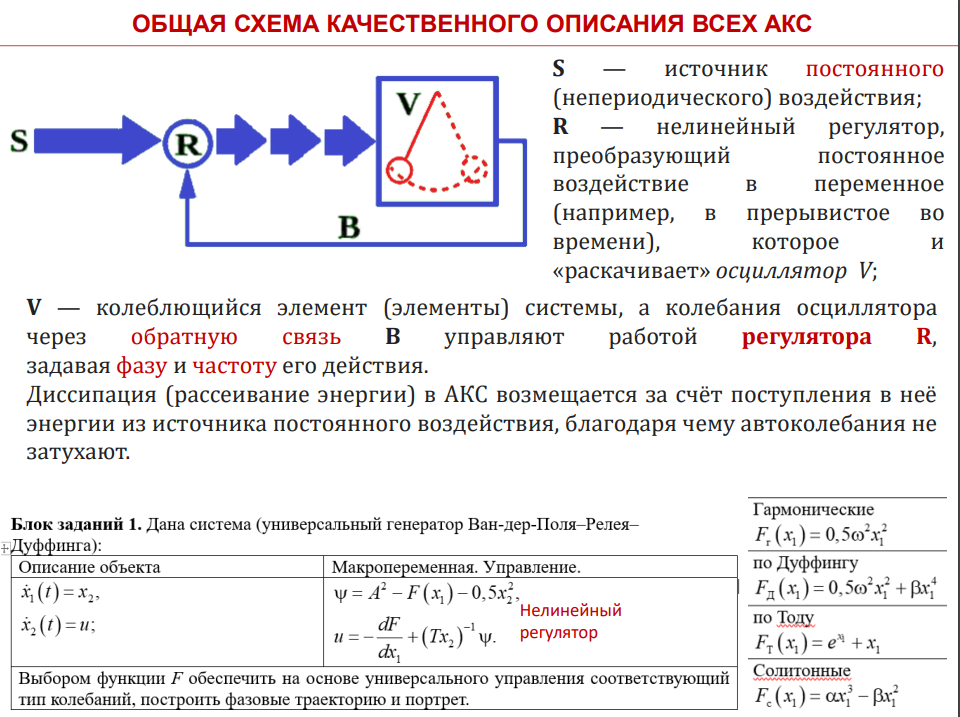 ОБЩАЯ СХЕМА КАЧЕСТВЕННОГО ОПИСАНИЯ ВСЕХ АКС
S
R
V
B
S — источник постоянного
(непериодического) воздействия;
R — нелинейный регулятор,
преобразующий постоянное
воздействие в переменное
(например, в прерывистое во
времени), которое и
«раскачивает» осциллятор V;
V — колеблющийся элемент (элементы) системы, а колебания осциллятора
через обратную связь B управляют работой регулятора R,
задавая фазу и частоту его действия.
Диссипация (рассеивание энергии) в АКС возмещается за счёт поступления в неё
энергии из источника постоянного воздействия, благодаря чему автоколебания не
затухают.
Блок заданий 1. Дана система (универсальный генератор Ван-дер-Поля–Релея–
Дуффинга):
Описание объекта
Макропеременная. Управление.
ẋ₁(t) = x₂,
ẋ₂(t) = u;
ψ = A² − F(x₁) − 0,5x₂²,
u = −dF/dx₁ + (Tx₂)⁻¹ ψ.
Нелинейный
регулятор
Выбором функции F обеспечить на основе универсального управления соответствующий
тип колебаний, построить фазовые траекторию и портрет.
Гармонические
Fг(x₁) = 0,5ω²x₁²
по Дуффингу
FД(x₁) = 0,5ω²x₁² + βx₁⁴
по Тоду
FТ(x₁) = e^x₁ + x₁
Солитонные
Fс(x₁) = αx₁³ − βx₁²